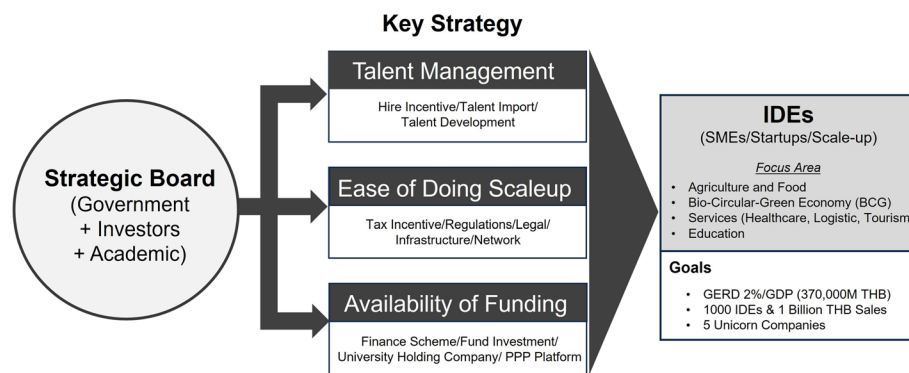 Key Strategy
Strategic Board
(Government
+ Investors
+ Academic)
Talent Management
Hire Incentive/Talent Import/
Talent Development
Ease of Doing Scaleup
Tax Incentive/Regulations/Legal/
Infrastructure/Network
Availability of Funding
Finance Scheme/Fund Investment/
University Holding Company/ PPP Platform
IDEs
(SMEs/Startups/Scale-up)
Focus Area
• Agriculture and Food
• Bio-Circular-Green Economy (BCG)
• Services (Healthcare, Logistic, Tourism
• Education
Goals
• GERD 2%/GDP (370,000M THB)
• 1000 IDEs & 1 Billion THB Sales
• 5 Unicorn Companies